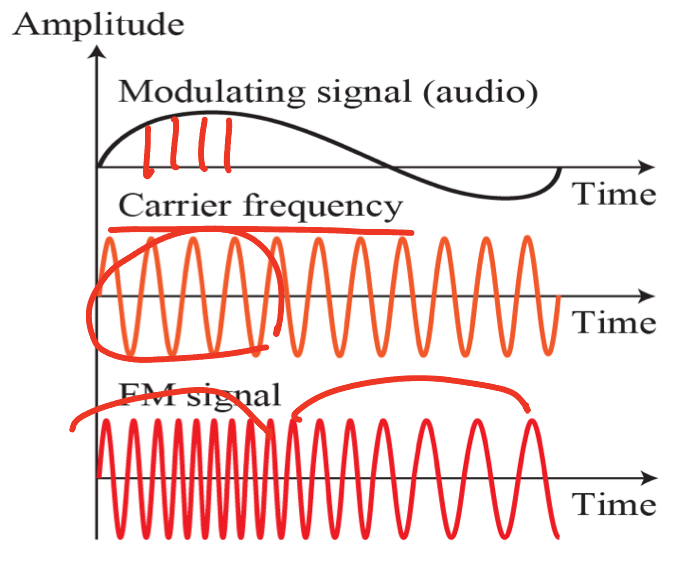 Amplitude
Modulating signal (audio)
Time
Carrier frequency
Time
FM signal
Time